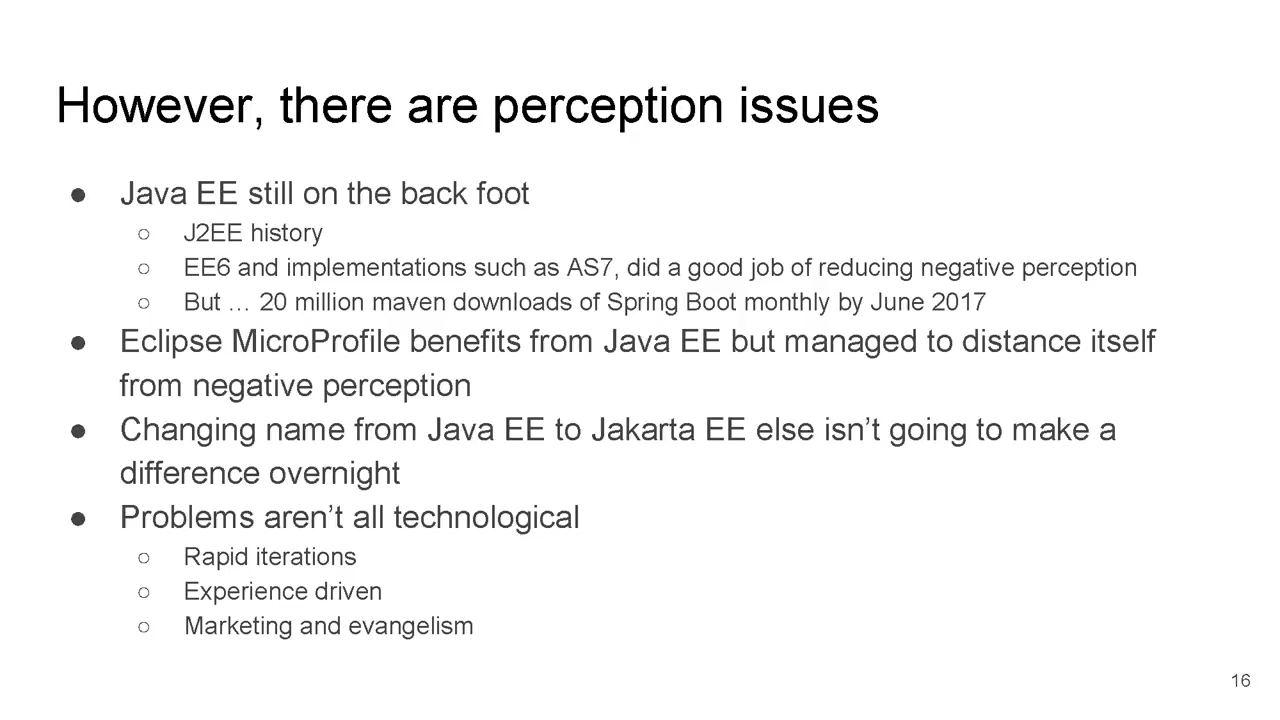 However, there are perception issues
● Java EE still on the back foot
○ J2EE history
○ EE6 and implementations such as AS7, did a good job of reducing negative perception
○ But … 20 million maven downloads of Spring Boot monthly by June 2017
● Eclipse MicroProfile benefits from Java EE but managed to distance itself
from negative perception
● Changing name from Java EE to Jakarta EE else isn’t going to make a
difference overnight
● Problems aren’t all technological
○ Rapid iterations
○ Experience driven
○ Marketing and evangelism
16